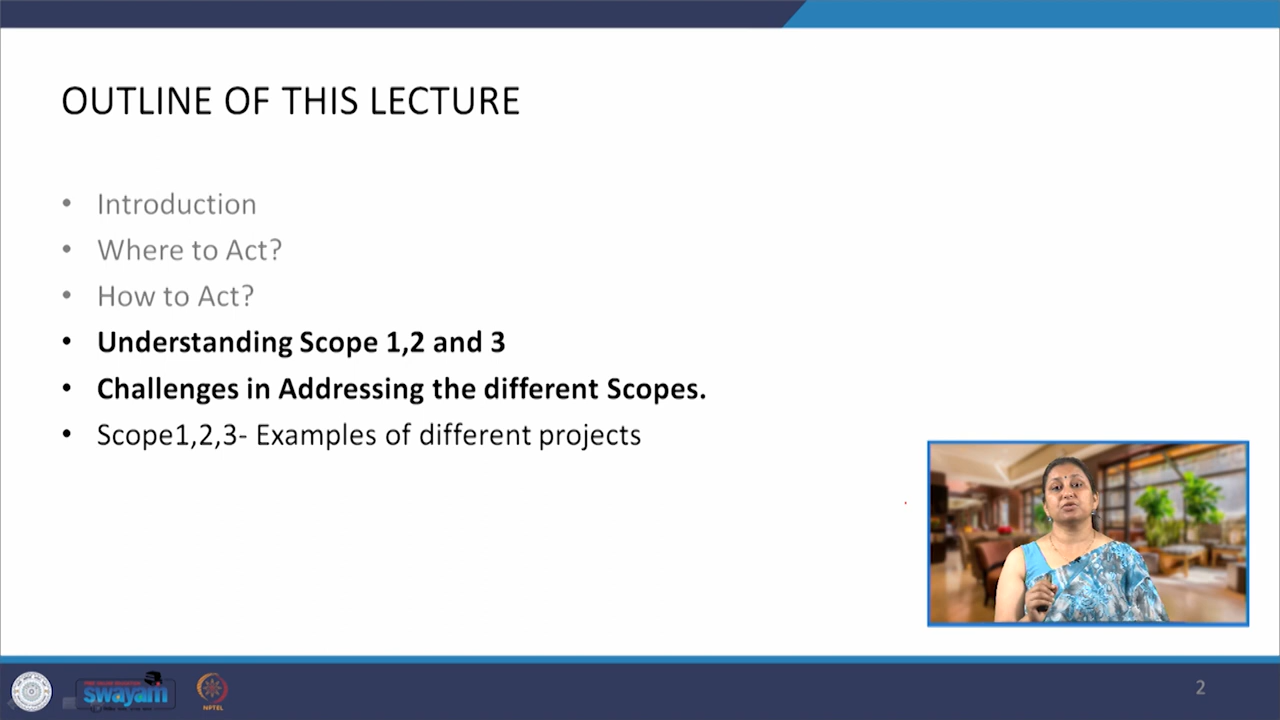 OUTLINE OF THIS LECTURE
• Introduction
• Where to Act?
• How to Act?
• Understanding Scope 1,2 and 3
• Challenges in Addressing the different Scopes.
• Scope1,2,3- Examples of different projects
swayam
NPTEL
2